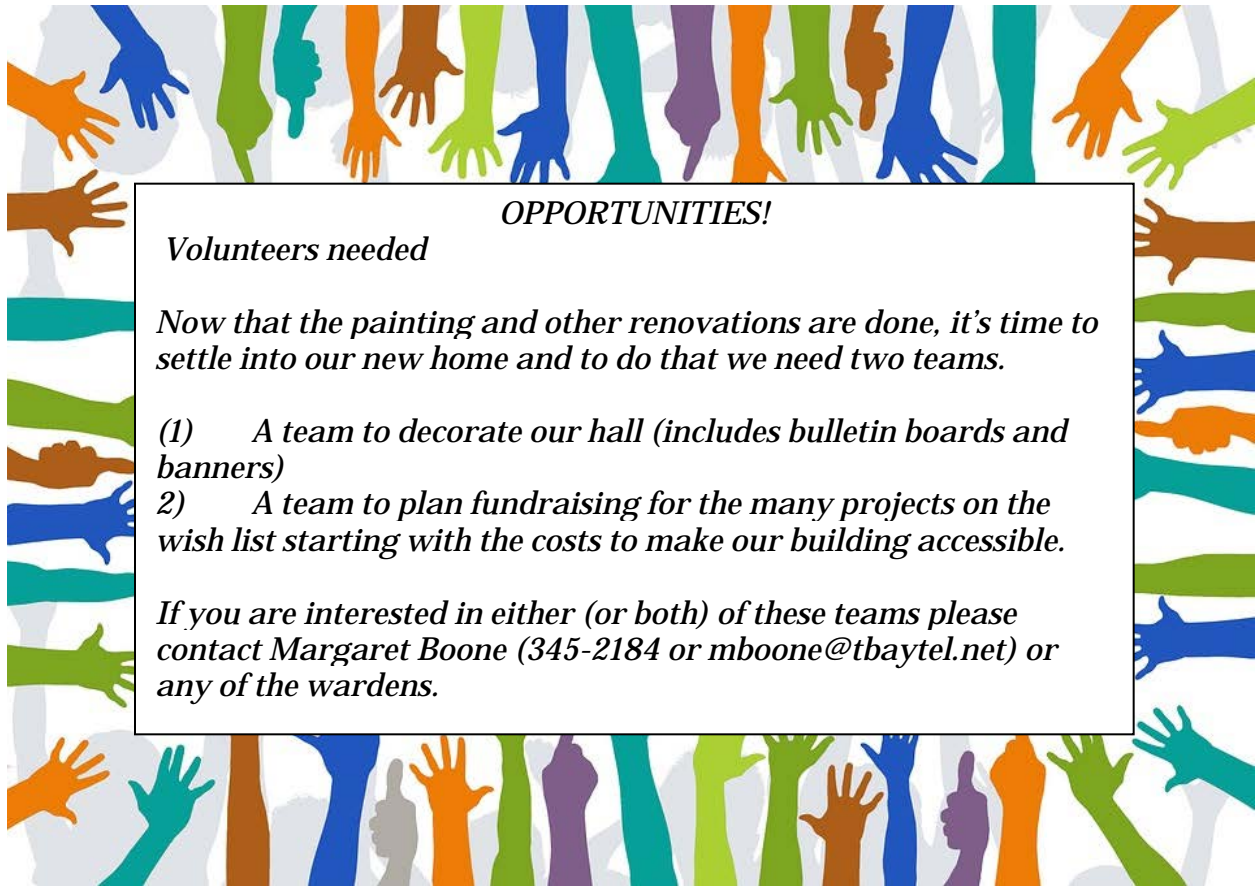 OPPORTUNITIES!
Volunteers needed
Now that the painting and other renovations are done, it’s time to
settle into our new home and to do that we need two teams.
(1) A team to decorate our hall (includes bulletin boards and
banners)
2) A team to plan fundraising for the many projects on the
wish list starting with the costs to make our building accessible.
If you are interested in either (or both) of these teams please
contact Margaret Boone (345-2184 or mboone@tbaytel.net) or
any of the wardens.